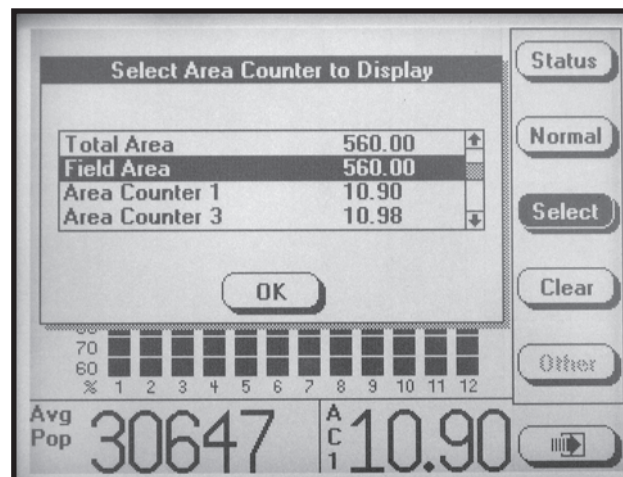 Select Area Counter to Display
Total Area 560.00
Field Area 560.00
Area Counter 1 10.90
Area Counter 3 10.98
OK
70
60
% 1 2 3 4 5 6 7 8 9 10 11 12
Avg
Pop 30647
AC1 10.90
Status
Normal
Select
Clear
Other